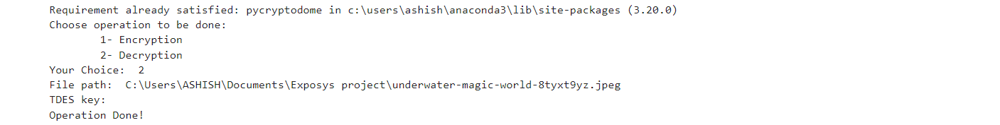 Requirement already satisfied: pycryptodome in c:\users\ashish\anaconda3\lib\site-packages (3.20.0)
Choose operation to be done:
1- Encryption
2- Decryption
Your Choice:  2
File path:  C:\Users\ASHISH\Documents\Exposys project\underwater-magic-world-8tyxt9yz.jpeg
TDES key:
Operation Done!